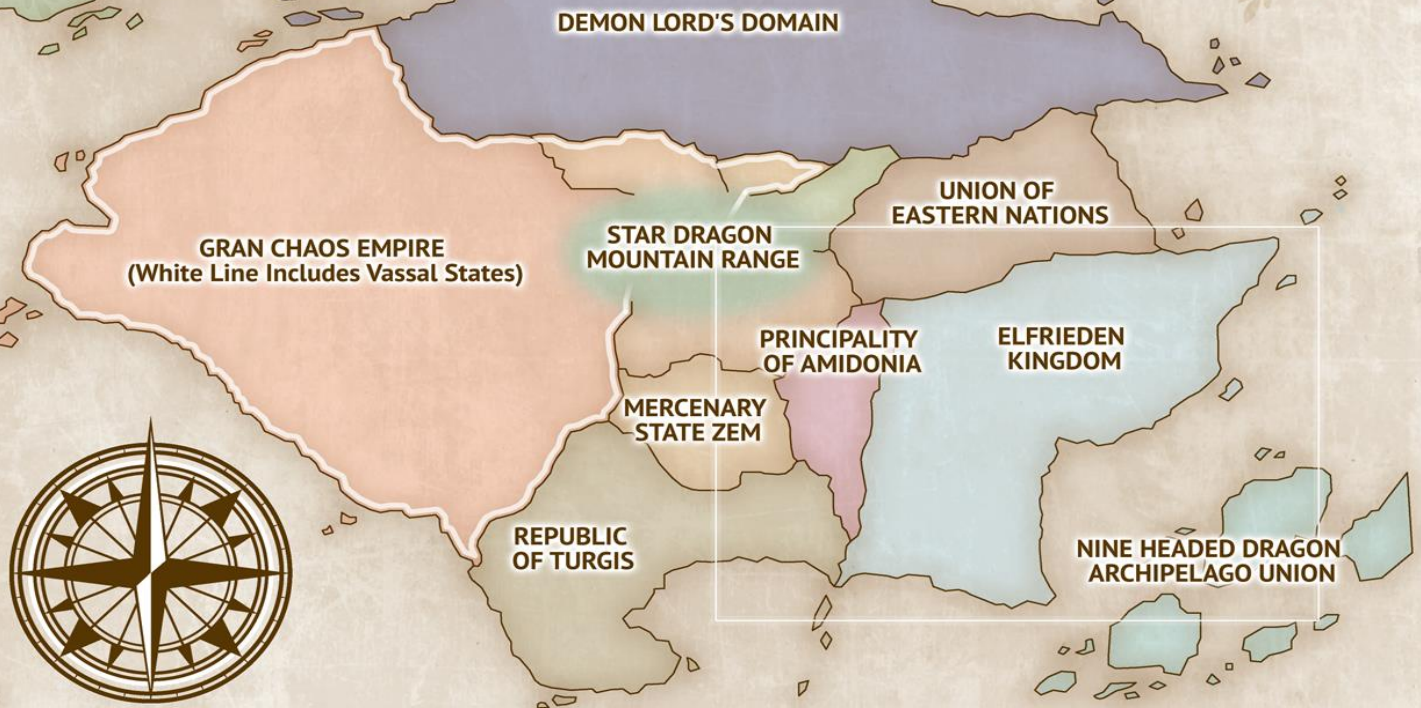 DEMON LORD'S DOMAIN
UNION OF
EASTERN NATIONS
GRAN CHAOS EMPIRE
(White Line Includes Vassal States)
STAR DRAGON
MOUNTAIN RANGE
PRINCIPALITY
OF AMIDONIA
ELFRIEDEN
KINGDOM
MERCENARY
STATE ZEM
REPUBLIC
OF TURGIS
NINE HEADED DRAGON
ARCHIPELAGO UNION